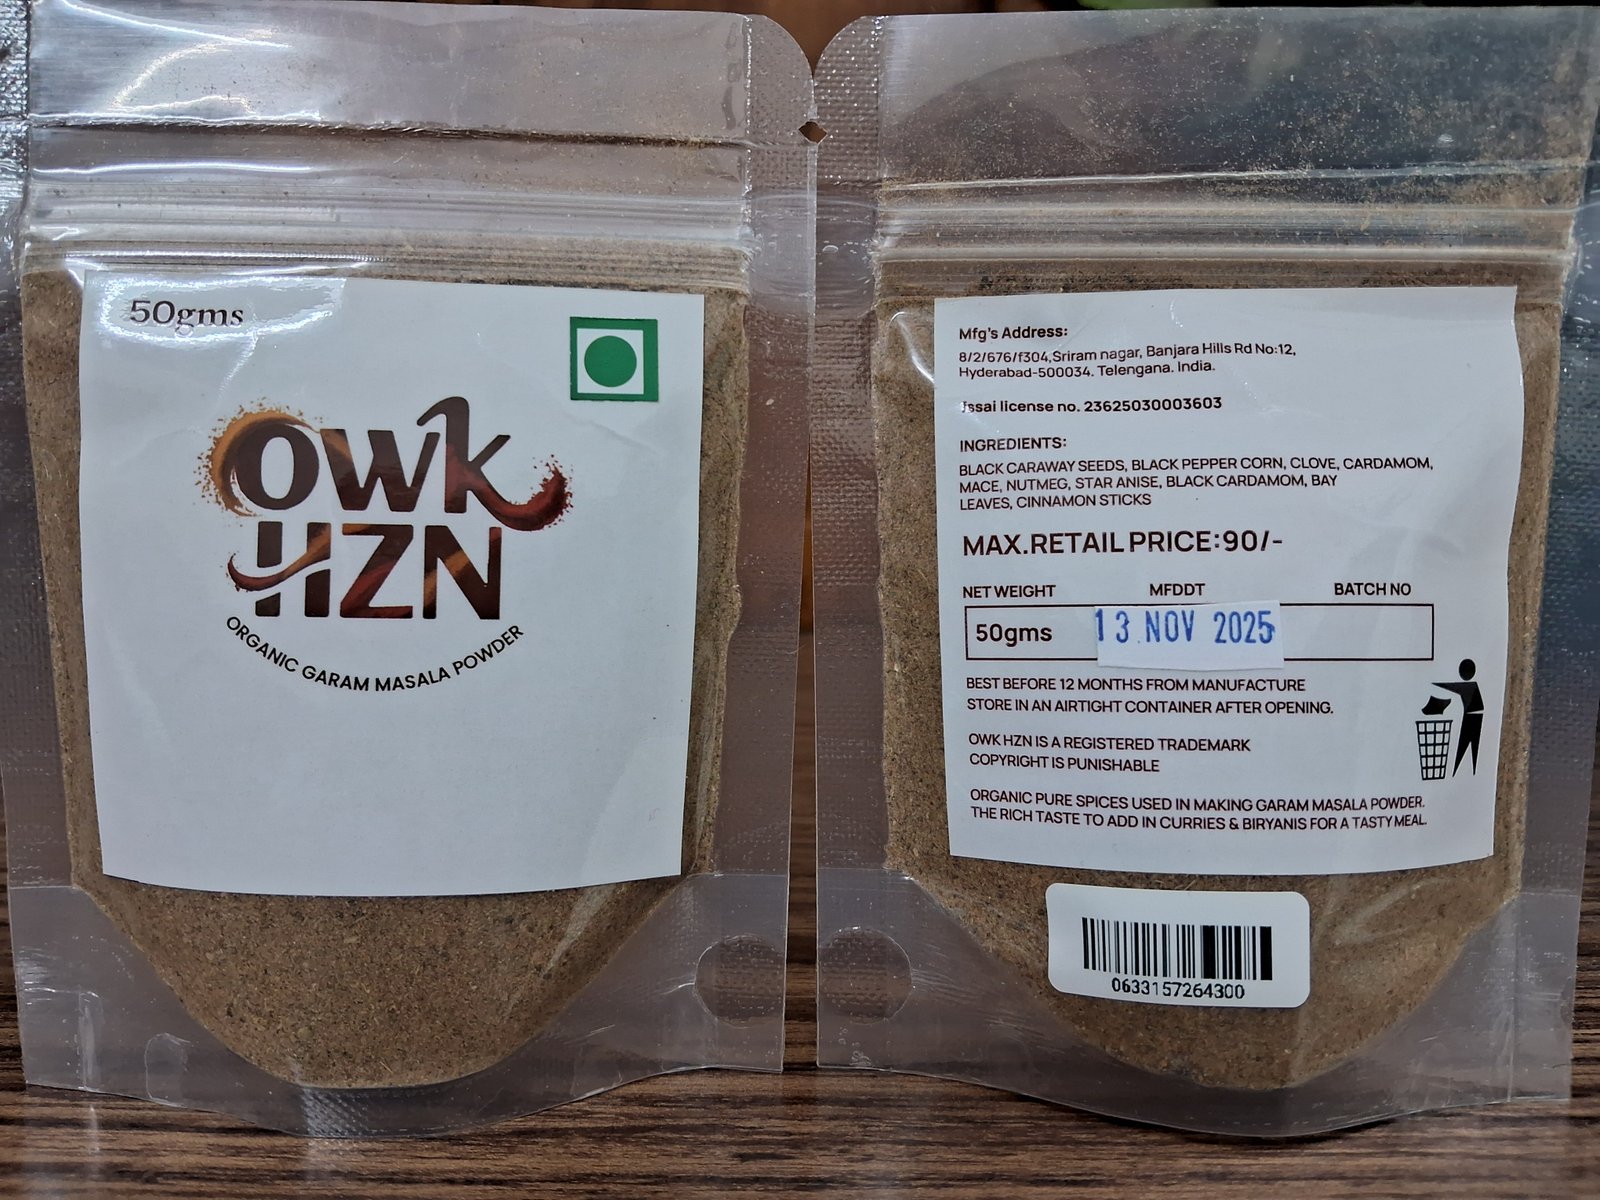 50gms
OWK
HZN
ORGANIC GARAM MASALA POWDER
Mfg's Address:
8/2/676/f304,Sriram nagar, Banjara Hills Rd No:12,
Hyderabad-500034. Telengana. India.
fssai license no. 23625030003603
INGREDIENTS:
BLACK CARAWAY SEEDS, BLACK PEPPER CORN, CLOVE, CARDAMOM,
MACE, NUTMEG, STAR ANISE, BLACK CARDAMOM, BAY
LEAVES, CINNAMON STICKS
MAX.RETAIL PRICE:90/-
NET WEIGHT MFDDT BATCH NO
50gms 13 NOV 2025
BEST BEFORE 12 MONTHS FROM MANUFACTURE
STORE IN AN AIRTIGHT CONTAINER AFTER OPENING.
OWK HZN IS A REGISTERED TRADEMARK
COPYRIGHT IS PUNISHABLE
ORGANIC PURE SPICES USED IN MAKING GARAM MASALA POWDER.
THE RICH TASTE TO ADD IN CURRIES & BIRYANIS FOR A TASTY MEAL.
0633157264300